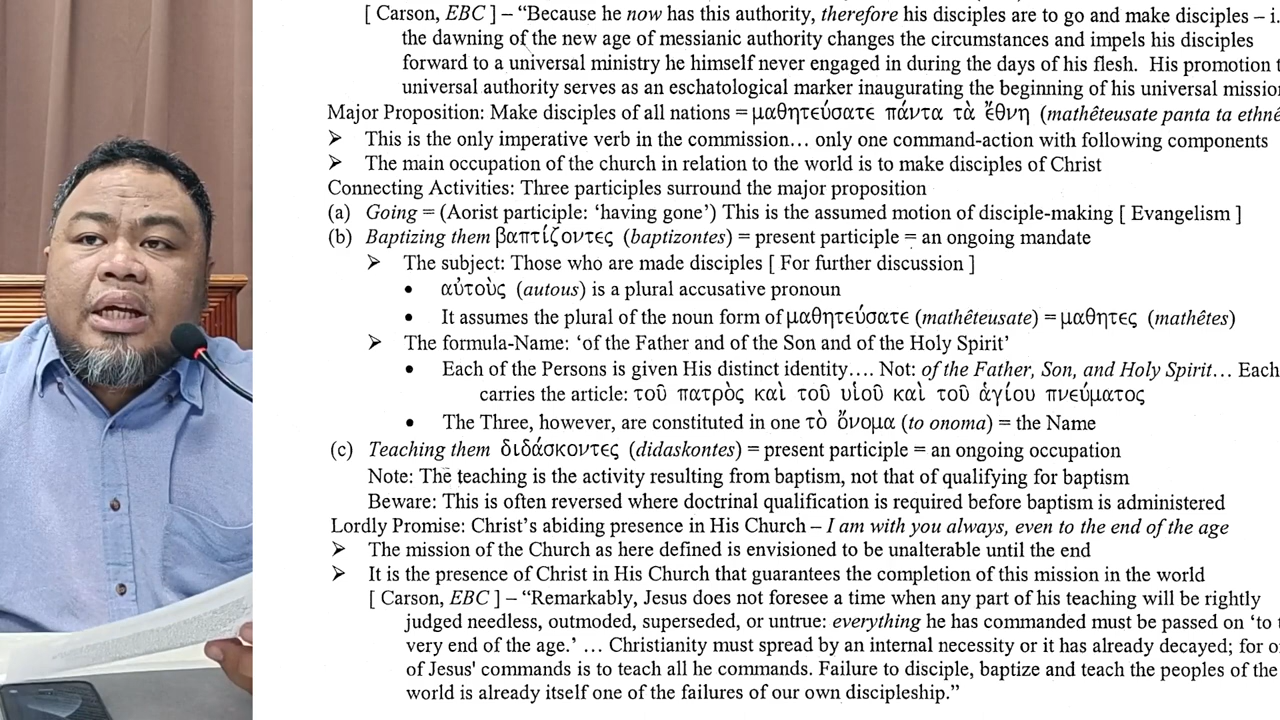 [ Carson, EBC ] – “Because he now has this authority, therefore his disciples are to go and make disciples – i.
the dawning of the new age of messianic authority changes the circumstances and impels his disciples
forward to a universal ministry he himself never engaged in during the days of his flesh. His promotion t
universal authority serves as an eschatological marker inaugurating the beginning of his universal missio
Major Proposition: Make disciples of all nations = μαθητεύσατε πάντα τὰ ἔθνη (mathêteusate panta ta ethnê
➢ This is the only imperative verb in the commission… only one command-action with following components
➢ The main occupation of the church in relation to the world is to make disciples of Christ
Connecting Activities: Three participles surround the major proposition
(a) Going = (Aorist participle: ‘having gone’) This is the assumed motion of disciple-making [ Evangelism ]
(b) Baptizing them βαπτίζοντες (baptizontes) = present participle = an ongoing mandate
➢ The subject: Those who are made disciples [ For further discussion ]
• αὐτοὺς (autous) is a plural accusative pronoun
• It assumes the plural of the noun form of μαθητεύσατε (mathêteusate) = μαθητες (mathêtes)
➢ The formula-Name: ‘of the Father and of the Son and of the Holy Spirit’
• Each of the Persons is given His distinct identity…. Not: of the Father, Son, and Holy Spirit… Each
carries the article: τοῦ πατρὸς καὶ τοῦ υἱοῦ καὶ τοῦ ἁγίου πνεύματος
• The Three, however, are constituted in one τὸ ὄνομα (to onoma) = the Name
(c) Teaching them διδάσκοντες (didaskontes) = present participle = an ongoing occupation
Note: The teaching is the activity resulting from baptism, not that of qualifying for baptism
Beware: This is often reversed where doctrinal qualification is required before baptism is administered
Lordly Promise: Christ’s abiding presence in His Church – I am with you always, even to the end of the age
➢ The mission of the Church as here defined is envisioned to be unalterable until the end
➢ It is the presence of Christ in His Church that guarantees the completion of this mission in the world
[ Carson, EBC ] – “Remarkably, Jesus does not foresee a time when any part of his teaching will be rightly
judged needless, outmoded, superseded, or untrue: everything he has commanded must be passed on ‘to t
very end of the age.’ … Christianity must spread by an internal necessity or it has already decayed; for o
of Jesus' commands is to teach all he commands. Failure to disciple, baptize and teach the peoples of the
world is already itself one of the failures of our own discipleship.”